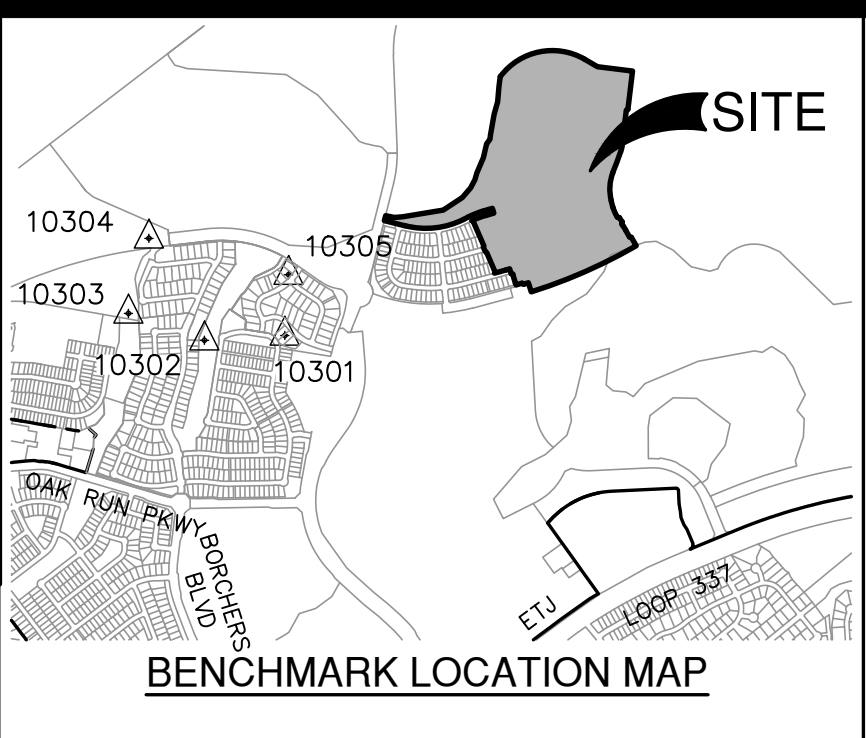 SITE
10304
10305
10303
10302
10301
OAK RUN PKWY
BORCHERS
BLVD
ETJ
LOOP 337
BENCHMARK LOCATION MAP